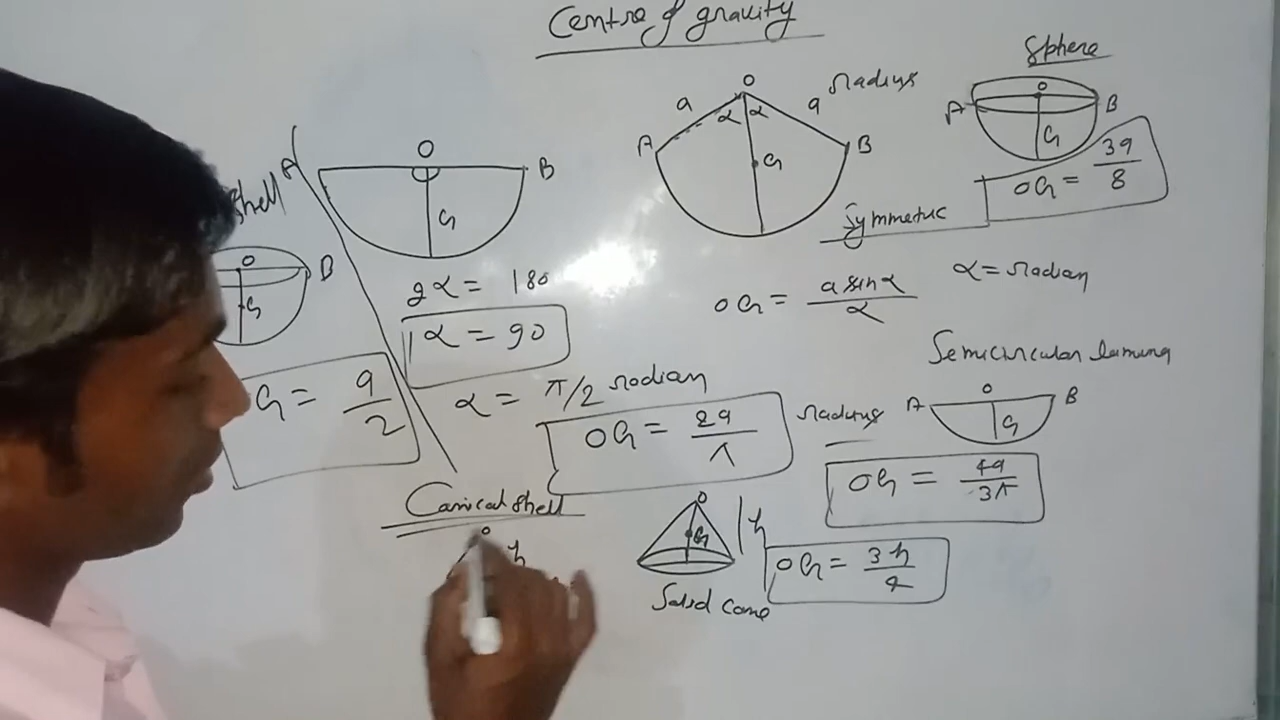 Centre of gravity
Sphere
O
A B
G
OG = 3a/8
O
a a radius
α α
A B
G
Symmetric
OG = a sin α / α
α = radian
A O B
G
2α = 180
α = 90
α = π/2 radian
OG = 2a/π
shell
O B
G
G = a/2
Semicircular lamina
radius A O B
G
OG = 4a/3π
Conical shell
O
h
O
G h
OG = 3h/4
Solid cone